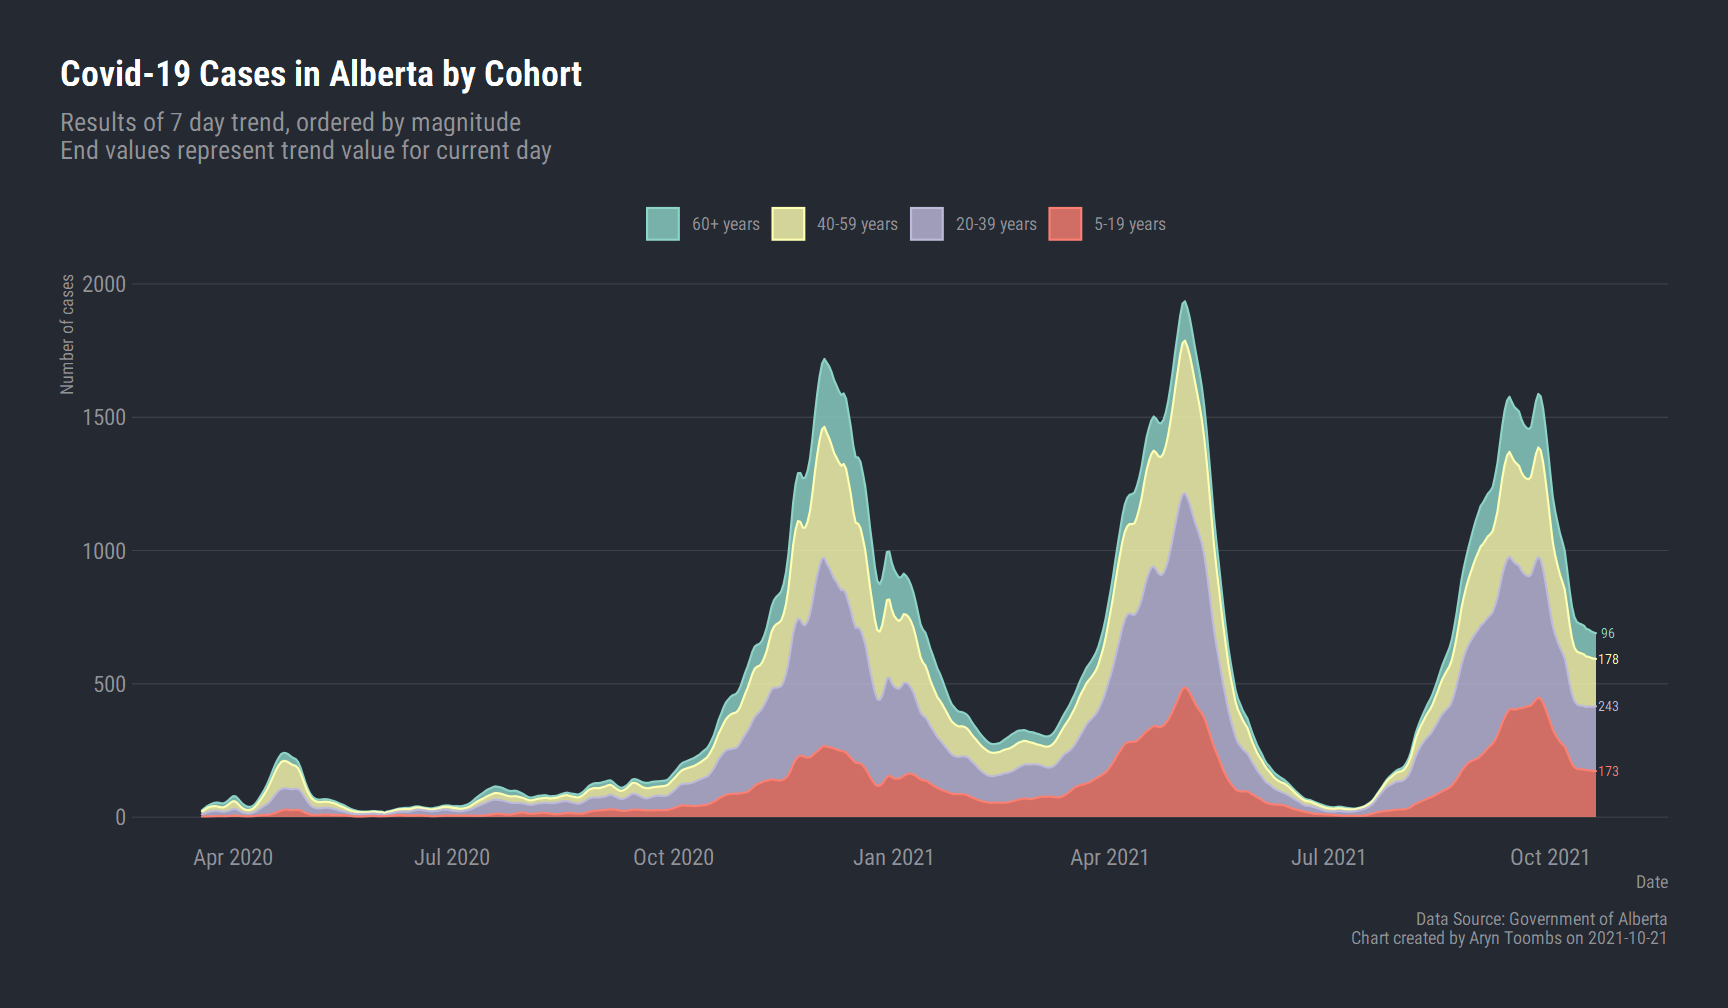 Covid-19 Cases in Alberta by Cohort
Results of 7 day trend, ordered by magnitude
End values represent trend value for current day
60+ years 40-59 years 20-39 years 5-19 years
Number of cases
2000
1500
1000
500
0
96
178
243
173
Apr 2020 Jul 2020 Oct 2020 Jan 2021 Apr 2021 Jul 2021 Oct 2021
Date
Data Source: Government of Alberta
Chart created by Aryn Toombs on 2021-10-21